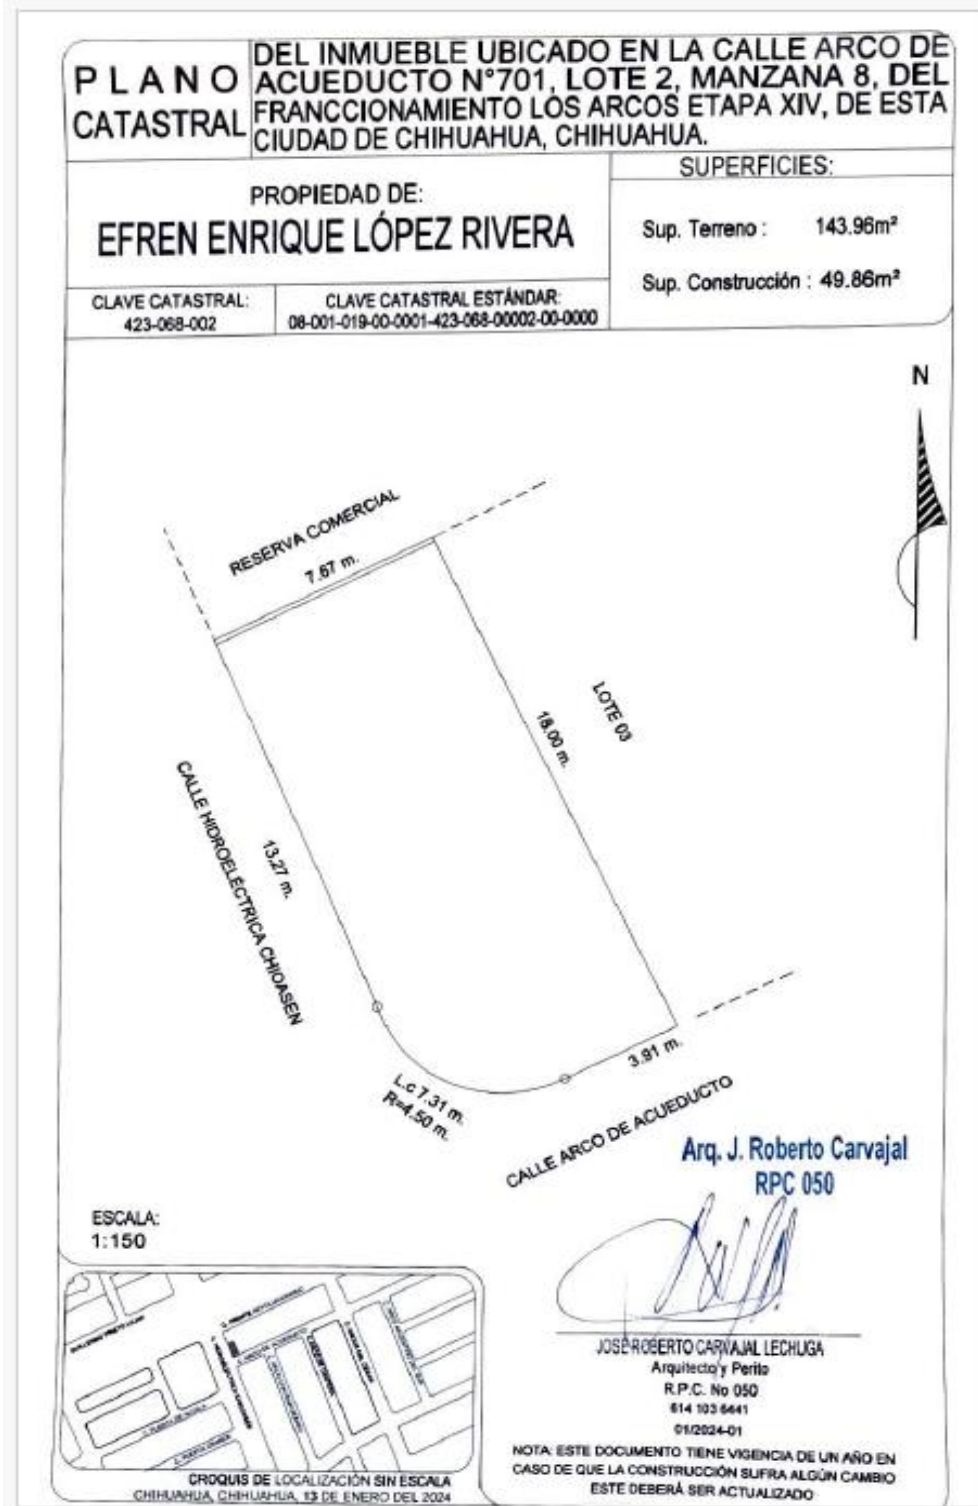 PLANO
CATASTRAL
DEL INMUEBLE UBICADO EN LA CALLE ARCO DE
ACUEDUCTO N°701, LOTE 2, MANZANA 8, DEL
FRANCCIONAMIENTO LOS ARCOS ETAPA XIV, DE ESTA
CIUDAD DE CHIHUAHUA, CHIHUAHUA.
PROPIEDAD DE:
EFREN ENRIQUE LÓPEZ RIVERA
SUPERFICIES:
Sup. Terreno : 143.96m²
Sup. Construcción : 49.86m²
CLAVE CATASTRAL:
423-068-002
CLAVE CATASTRAL ESTÁNDAR:
08-001-019-00-0001-423-068-00002-00-0000
N
RESERVA COMERCIAL
7.67 m.
LOTE 03
18.00 m.
CALLE HIDROELÉCTRICA CHIOASEN
13.27 m.
3.91 m.
L.c 7.31 m.
R=4.50 m.
CALLE ARCO DE ACUEDUCTO
Arq. J. Roberto Carvajal
RPC 050
ESCALA:
1:150
JOSE ROBERTO CARVAJAL LECHUGA
Arquitecto y Perito
R.P.C. No 050
614 103 6441
01/2024-01
CROQUIS DE LOCALIZACIÓN SIN ESCALA
CHIHUAHUA, CHIHUAHUA, 13 DE ENERO DEL 2024
NOTA: ESTE DOCUMENTO TIENE VIGENCIA DE UN AÑO EN
CASO DE QUE LA CONSTRUCCIÓN SUFRA ALGÚN CAMBIO
ESTE DEBERÁ SER ACTUALIZADO